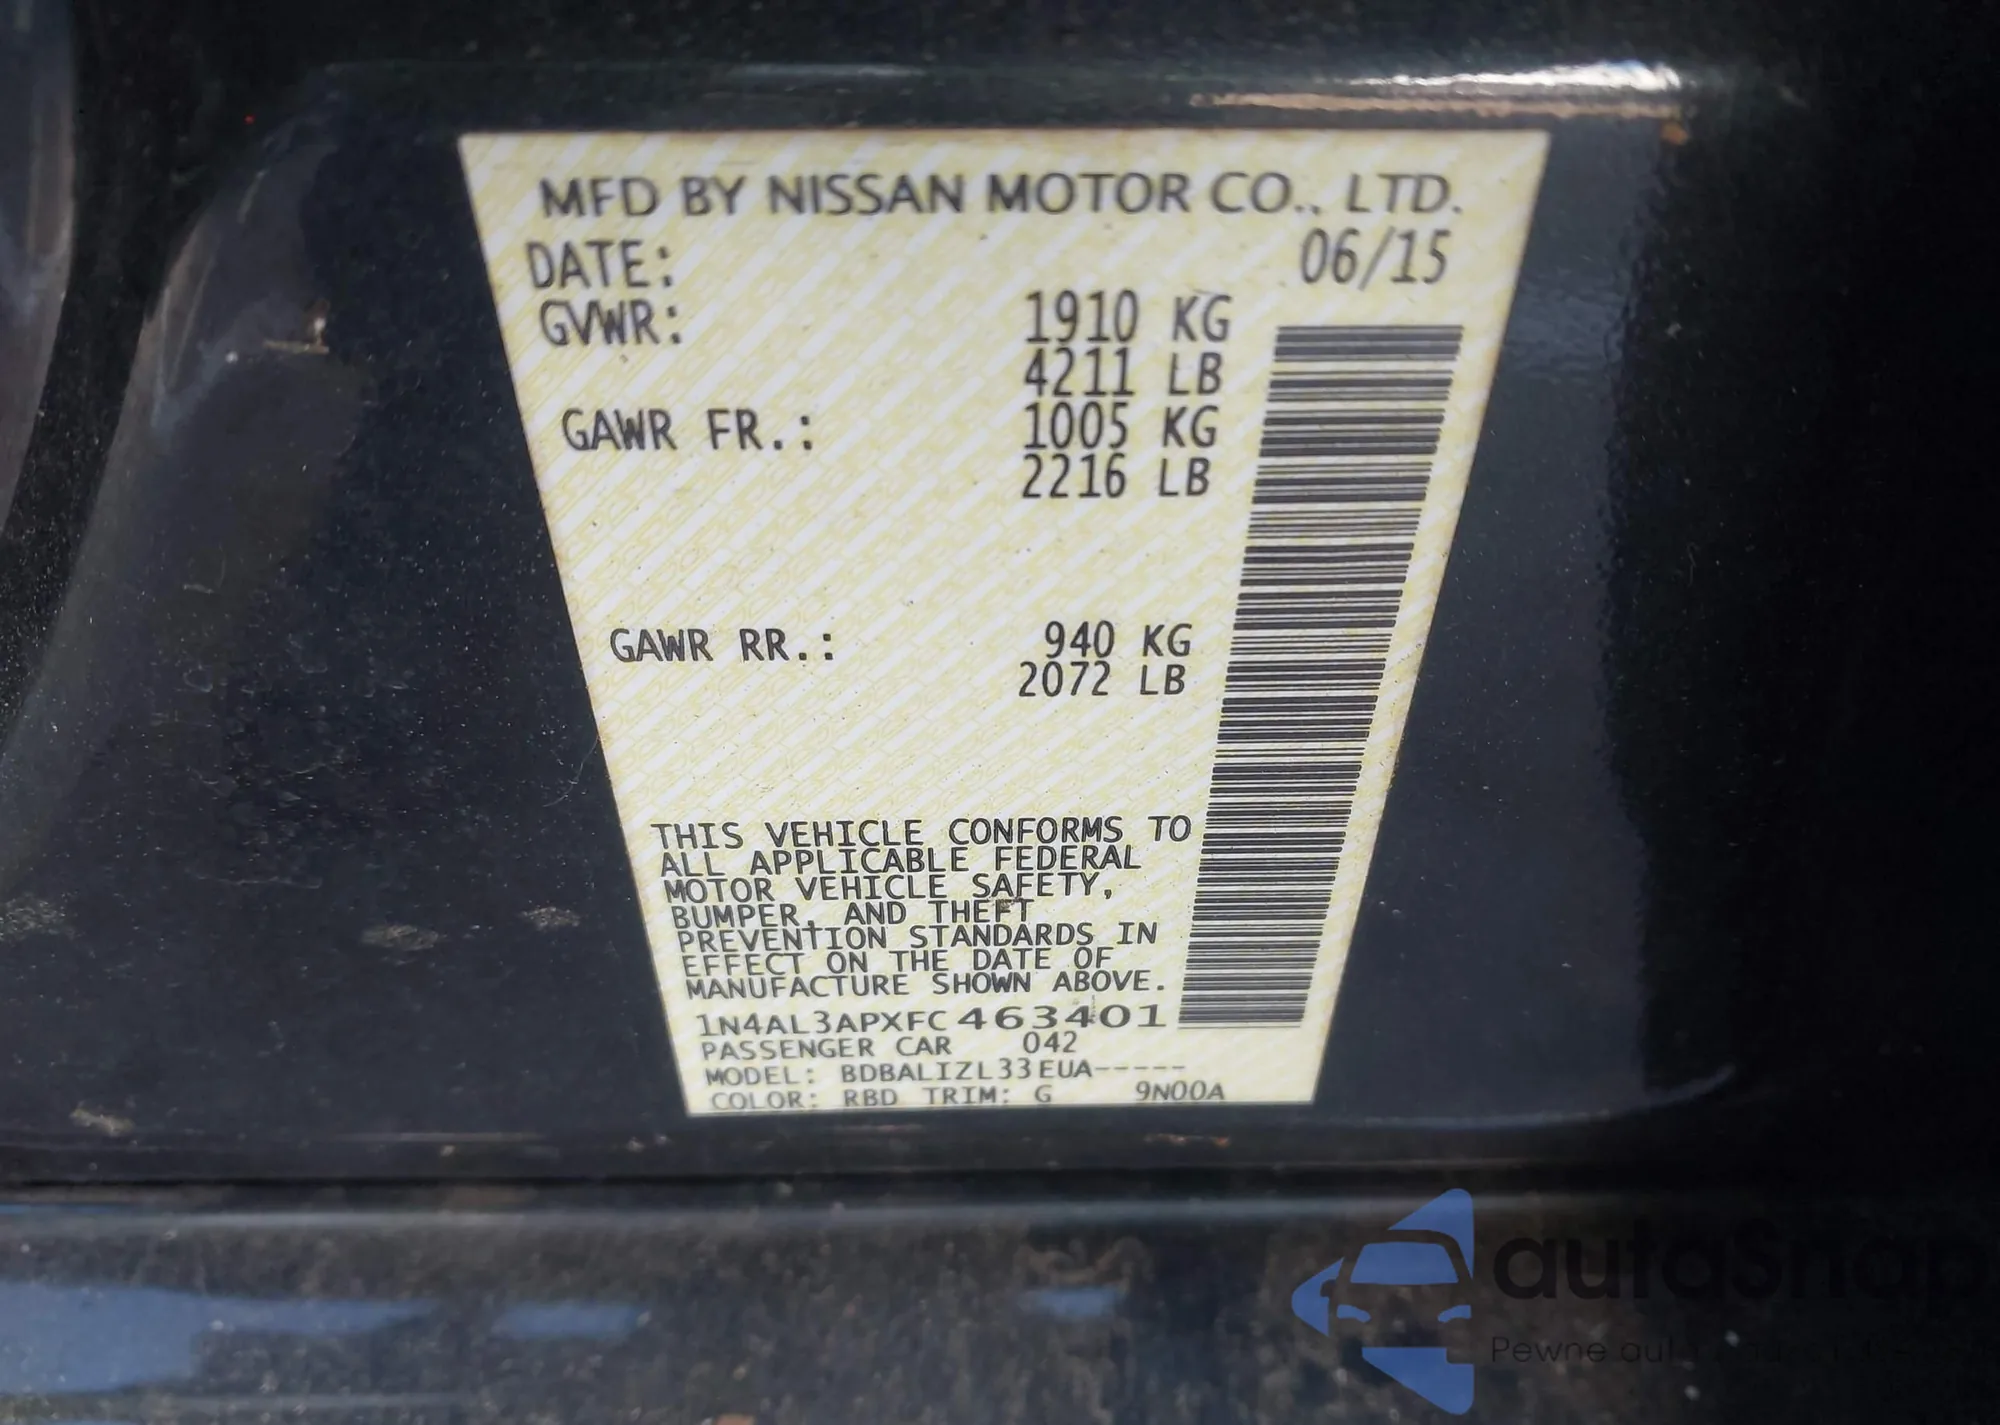 MFD BY NISSAN MOTOR CO., LTD.
DATE: 06/15
GVWR: 1910 KG
4211 LB
GAWR FR.: 1005 KG
2216 LB
GAWR RR.: 940 KG
2072 LB
THIS VEHICLE CONFORMS TO
ALL APPLICABLE FEDERAL
MOTOR VEHICLE SAFETY,
BUMPER, AND THEFT
PREVENTION STANDARDS IN
EFFECT ON THE DATE OF
MANUFACTURE SHOWN ABOVE.
1N4AL3APXFC463401
PASSENGER CAR 042
MODEL: BDBALIZL33EUA-----
COLOR: RBD TRIM: G 9N00A
autaSnap
Pewne